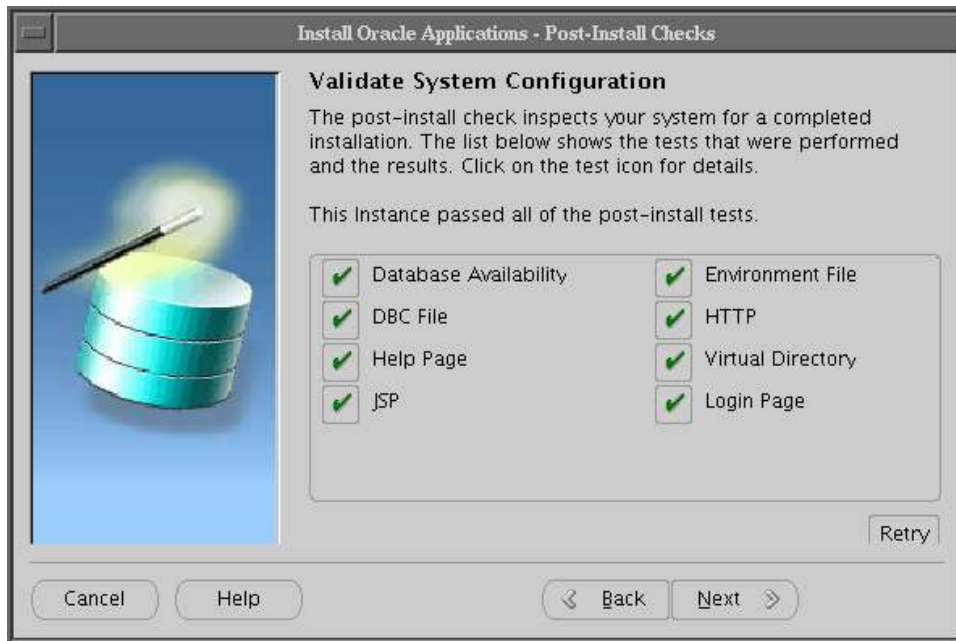 Install Oracle Applications - Post-Install Checks
Validate System Configuration
The post-install check inspects your system for a completed
installation. The list below shows the tests that were performed
and the results. Click on the test icon for details.
This Instance passed all of the post-install tests.
Database Availability
Environment File
DBC File
HTTP
Help Page
Virtual Directory
JSP
Login Page
Retry
Cancel
Help
Back
Next